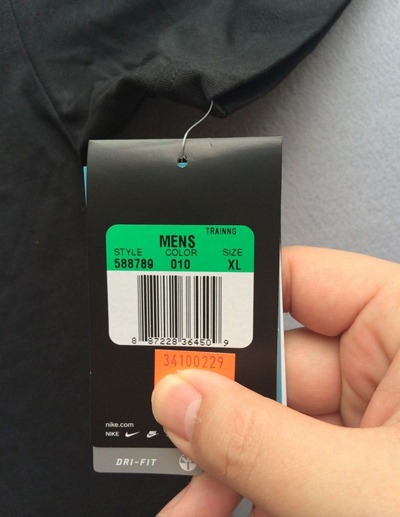 TRAINNG
MENS
STYLE COLOR SIZE
588789 010 XL
8 87228 36450 9
34100229
nike.com
NIKE
DRI-FIT